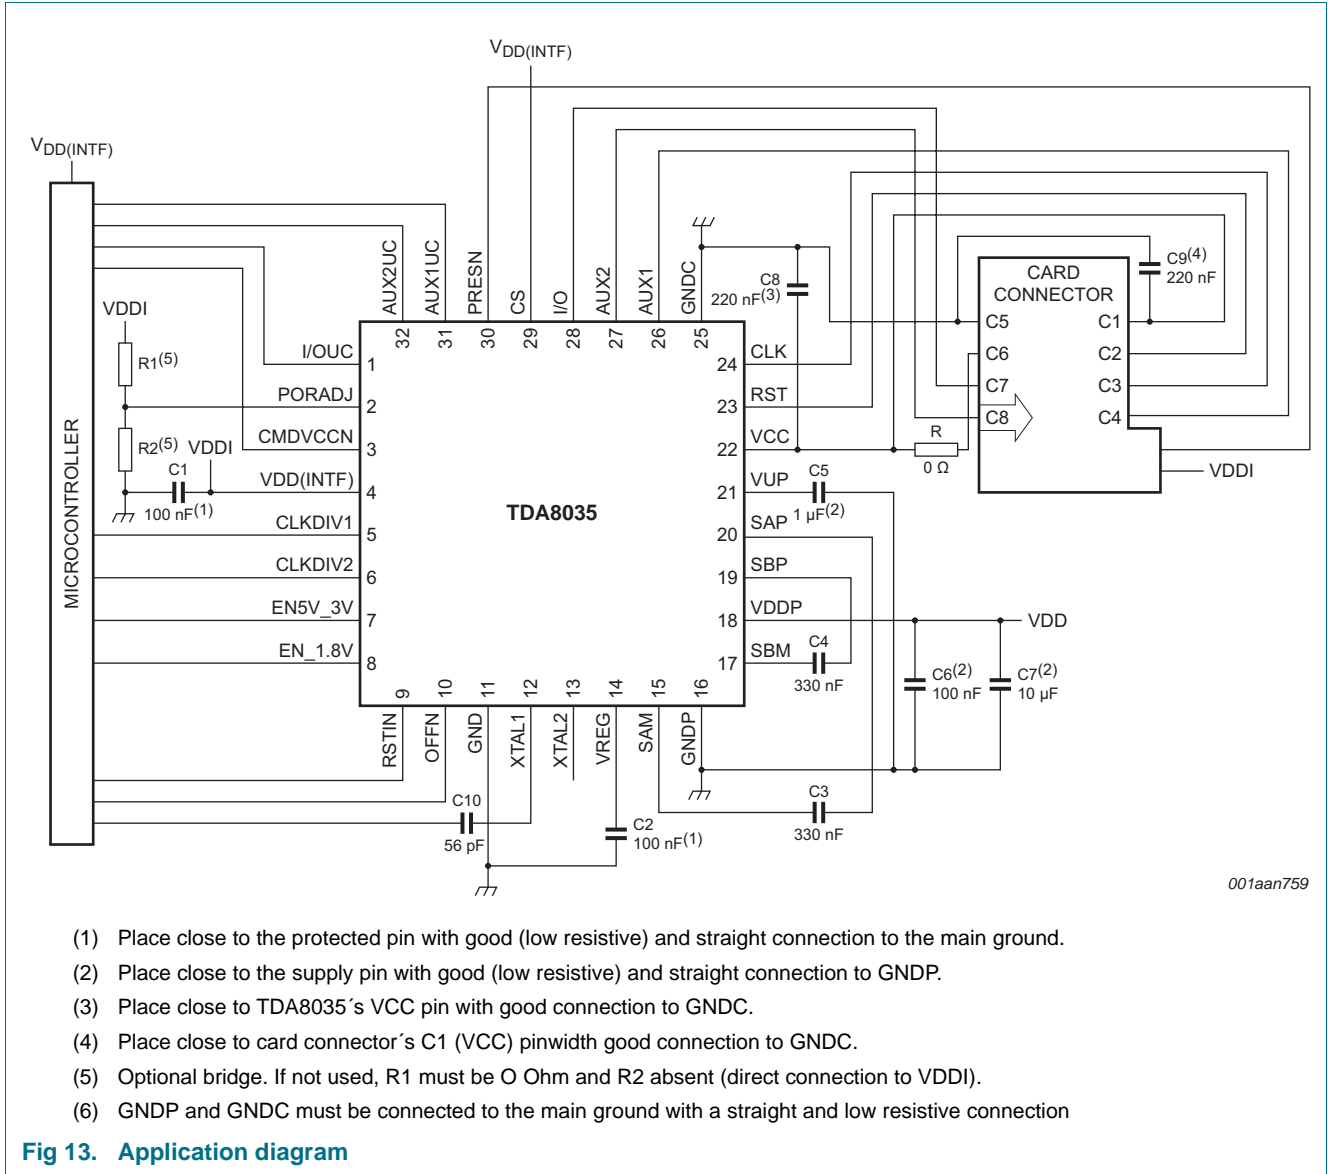 VDD(INTF)
VDD(INTF)
MICROCONTROLLER
AUX2UC
AUX1UC
PRESN
CS
I/O
AUX2
AUX1
GNDC
32
31
30
29
28
27
26
25
C8
220 nF(3)
CARD
CONNECTOR
C9(4)
220 nF
C5
C6
C7
C8
C1
C2
C3
C4
VDDI
VDDI
R1(5)
R2(5)
VDDI
C1
100 nF(1)
I/OUC
1
PORADJ
2
CMDVCCN
3
VDD(INTF)
4
CLKDIV1
5
CLKDIV2
6
EN5V_3V
7
EN_1.8V
8
TDA8035
24
CLK
23
RST
22
VCC
R
0 Ω
21
VUP
C5
1 μF(2)
20
SAP
19
SBP
18
VDDP
VDD
17
SBM
C4
330 nF
C6(2)
100 nF
C7(2)
10 μF
9
10
11
12
13
14
15
16
RSTIN
OFFN
GND
XTAL1
XTAL2
VREG
SAM
GNDP
C10
56 pF
C2
100 nF(1)
C3
330 nF
001aan759
(1) Place close to the protected pin with good (low resistive) and straight connection to the main ground.
(2) Place close to the supply pin with good (low resistive) and straight connection to GNDP.
(3) Place close to TDA8035´s VCC pin with good connection to GNDC.
(4) Place close to card connector´s C1 (VCC) pinwidth good connection to GNDC.
(5) Optional bridge. If not used, R1 must be O Ohm and R2 absent (direct connection to VDDI).
(6) GNDP and GNDC must be connected to the main ground with a straight and low resistive connection
Fig 13. Application diagram